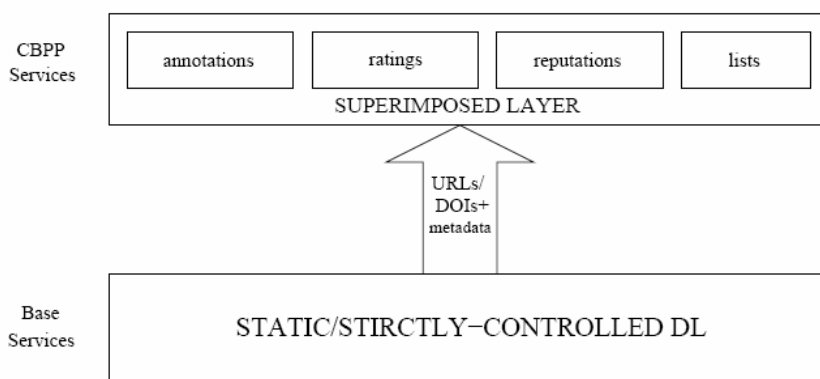 CBPP
Services
annotations
ratings
reputations
lists
SUPERIMPOSED LAYER
URLs/
DOIs+
metadata
Base
Services
STATIC/STIRCTLY−CONTROLLED DL